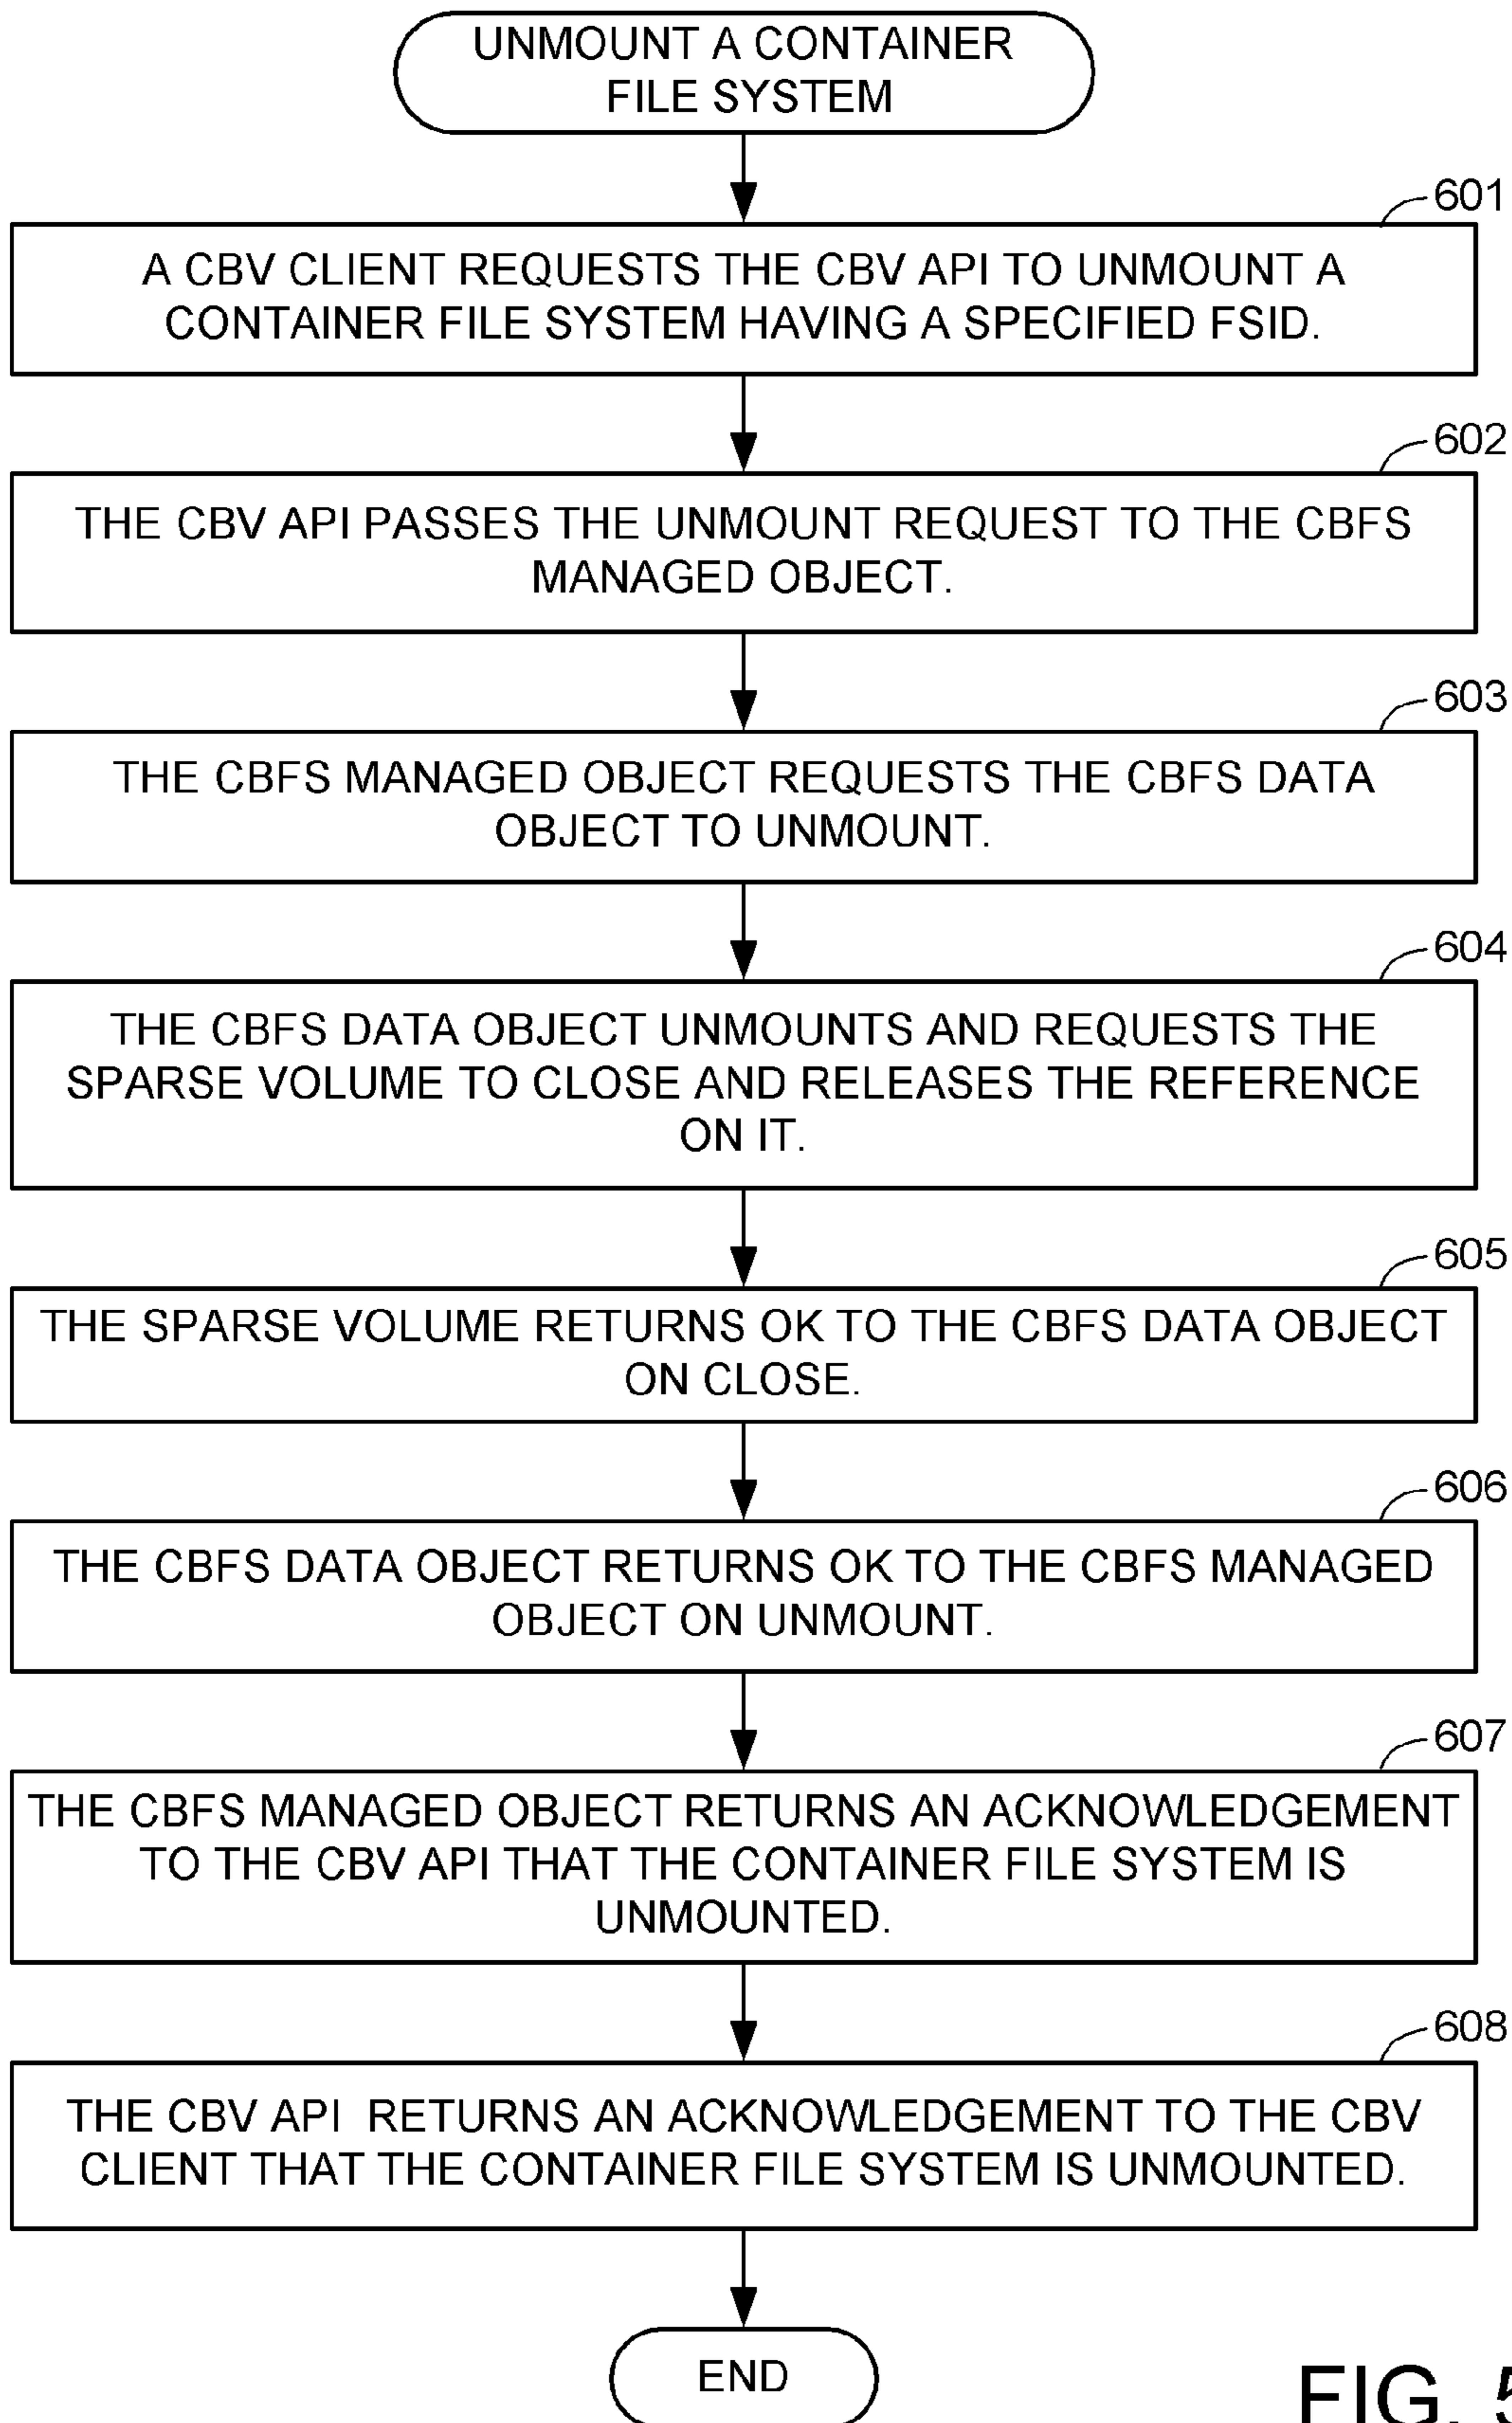 UNMOUNT A CONTAINER
FILE SYSTEM
601
A CBV CLIENT REQUESTS THE CBV API TO UNMOUNT A
CONTAINER FILE SYSTEM HAVING A SPECIFIED FSID.
602
THE CBV API PASSES THE UNMOUNT REQUEST TO THE CBFS
MANAGED OBJECT.
603
THE CBFS MANAGED OBJECT REQUESTS THE CBFS DATA
OBJECT TO UNMOUNT.
604
THE CBFS DATA OBJECT UNMOUNTS AND REQUESTS THE
SPARSE VOLUME TO CLOSE AND RELEASES THE REFERENCE
ON IT.
605
THE SPARSE VOLUME RETURNS OK TO THE CBFS DATA OBJECT
ON CLOSE.
606
THE CBFS DATA OBJECT RETURNS OK TO THE CBFS MANAGED
OBJECT ON UNMOUNT.
607
THE CBFS MANAGED OBJECT RETURNS AN ACKNOWLEDGEMENT
TO THE CBV API THAT THE CONTAINER FILE SYSTEM IS
UNMOUNTED.
608
THE CBV API RETURNS AN ACKNOWLEDGEMENT TO THE CBV
CLIENT THAT THE CONTAINER FILE SYSTEM IS UNMOUNTED.
END
FIG. 5